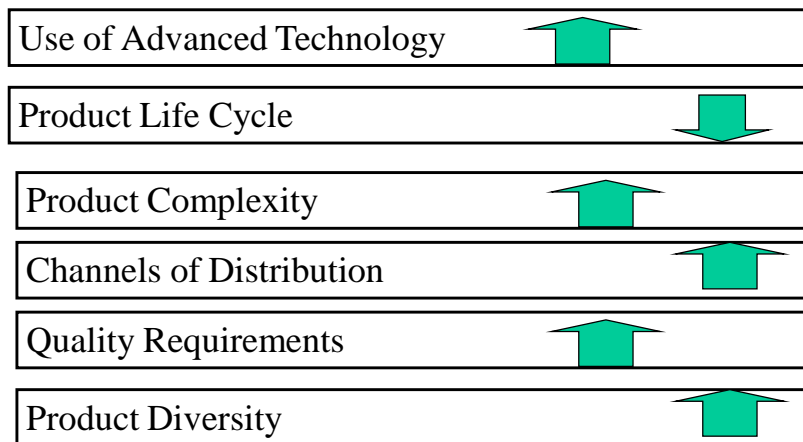 Use of Advanced Technology
Product Life Cycle
Product Complexity
Channels of Distribution
Quality Requirements
Product Diversity